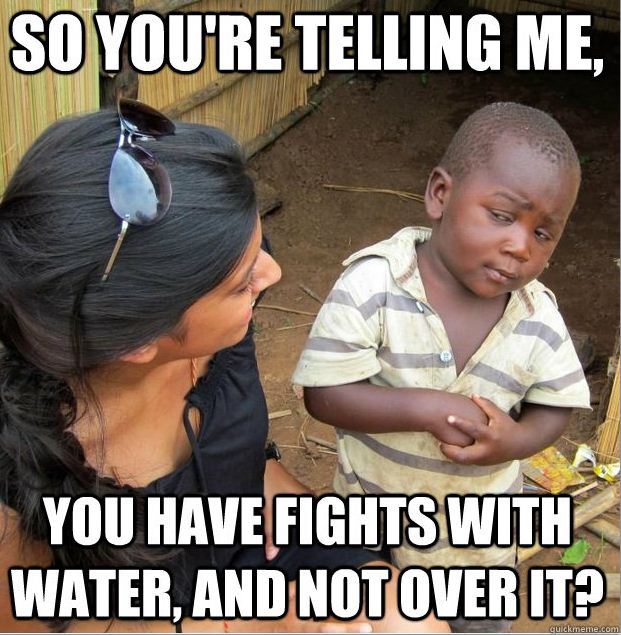 SO YOU'RE TELLING ME,
YOU HAVE FIGHTS WITH
WATER, AND NOT OVER IT?
quickmeme.com